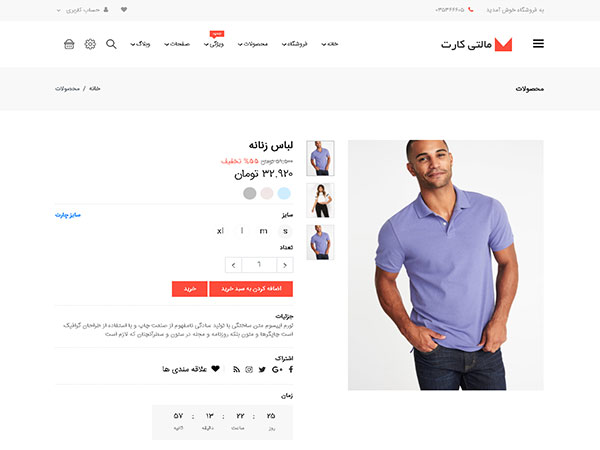 به فروشگاه خوش آمدید
۰۳۵۴۶۶۶۰۵
حساب کاربری
مالتی کارت
خانه فروشگاه محصولات ویژگی صفحات وبلاگ
محصولات
خانه / محصولات
لباس زنانه
۵۹,۵۰۰ تومان ۵۵% تخفیف
۳۲.۹۲۰ تومان
سایز
سایز چارت
s m l xl
تعداد
1
اضافه کردن به سبد خرید
خرید
جزئیات
لورم ایپسوم متن ساختگی با تولید سادگی نامفهوم از صنعت چاپ و با استفاده از طراحان گرافیک،
است چاپگرها و متون بلکه روزنامه و مجله در ستون و سطرآنچنان که لازم است
اشتراک
علاقه مندی ها
زمان
۲۵ : ۲۲ : ۱۳ : ۵۷
روز ساعت دقیقه ثانیه